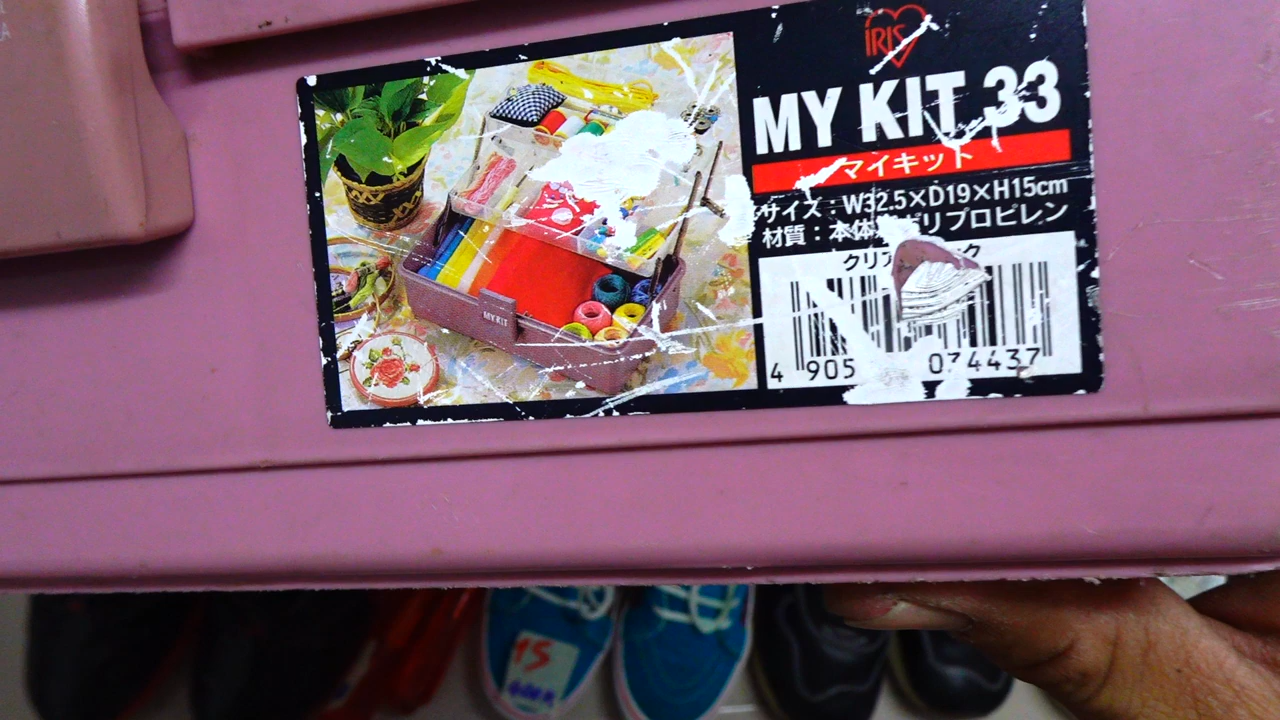 IRIS
MY KIT 33
マイキット
サイズ：W32.5×D19×H15cm
材質：本体 ポリプロピレン
MY KIT
4 905 074437
15